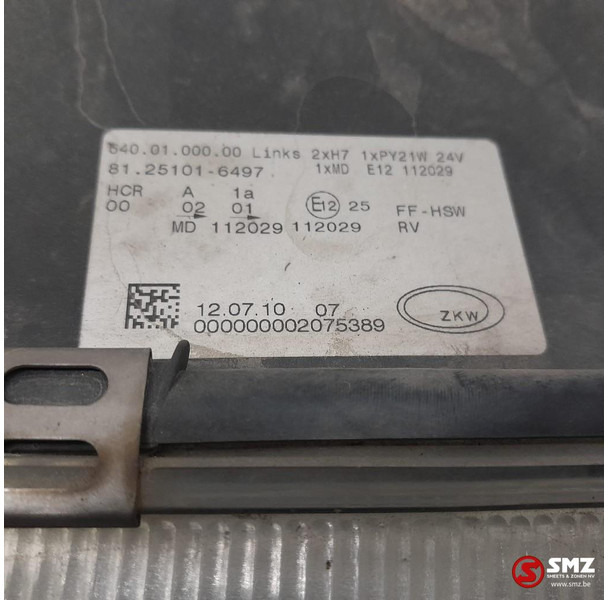 640.01.000.00 Links 2xH7 1xPY21W 24V
81.25101-6497 1xMD E12 112029
HCR A 1a
00 02 01 E12 25 FF-HSW
MD 112029 112029 RV
12.07.10 07
000000002075389
ZKW
SMZ
SMEETS & ZONEN NV
www.smz.be